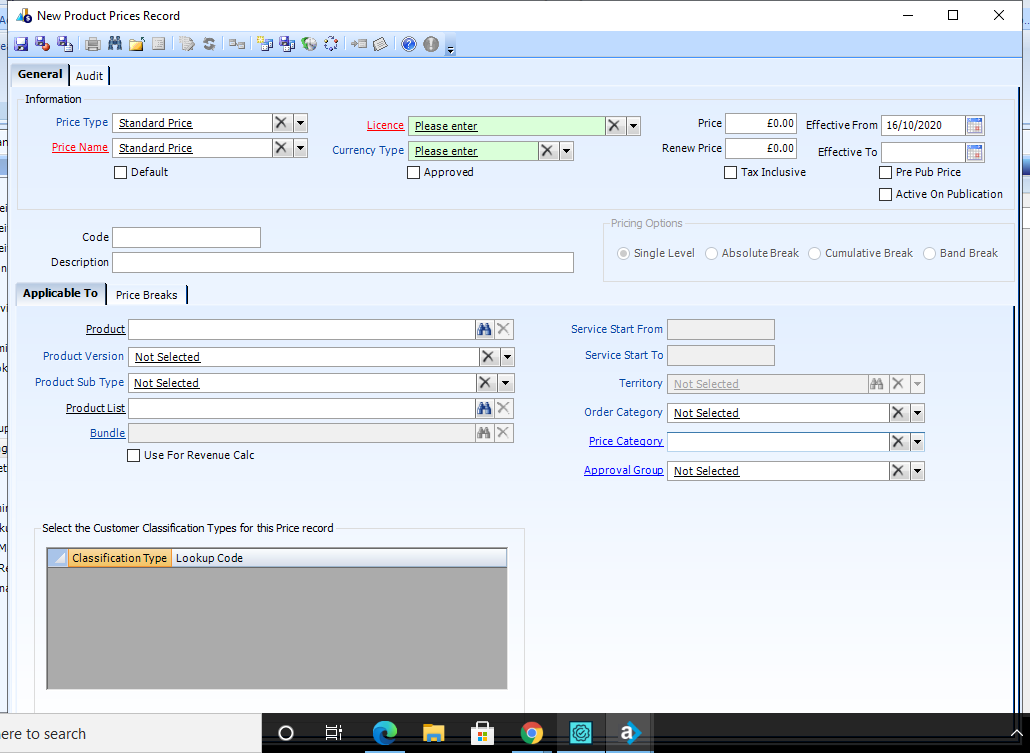 New Product Prices Record
General Audit
Information
Price Type Standard Price Licence Please enter Price £0.00 Effective From 16/10/2020
Price Name Standard Price Currency Type Please enter Renew Price £0.00 Effective To
Default Approved Tax Inclusive Pre Pub Price
Active On Publication
Pricing Options
Code
Single Level Absolute Break Cumulative Break Band Break
Description
Applicable To Price Breaks
Product Service Start From
Product Version Not Selected Service Start To
Product Sub Type Not Selected Territory Not Selected
Product List Order Category Not Selected
Bundle Price Category
Use For Revenue Calc
Approval Group Not Selected
Select the Customer Classification Types for this Price record
Classification Type Lookup Code
ere to search